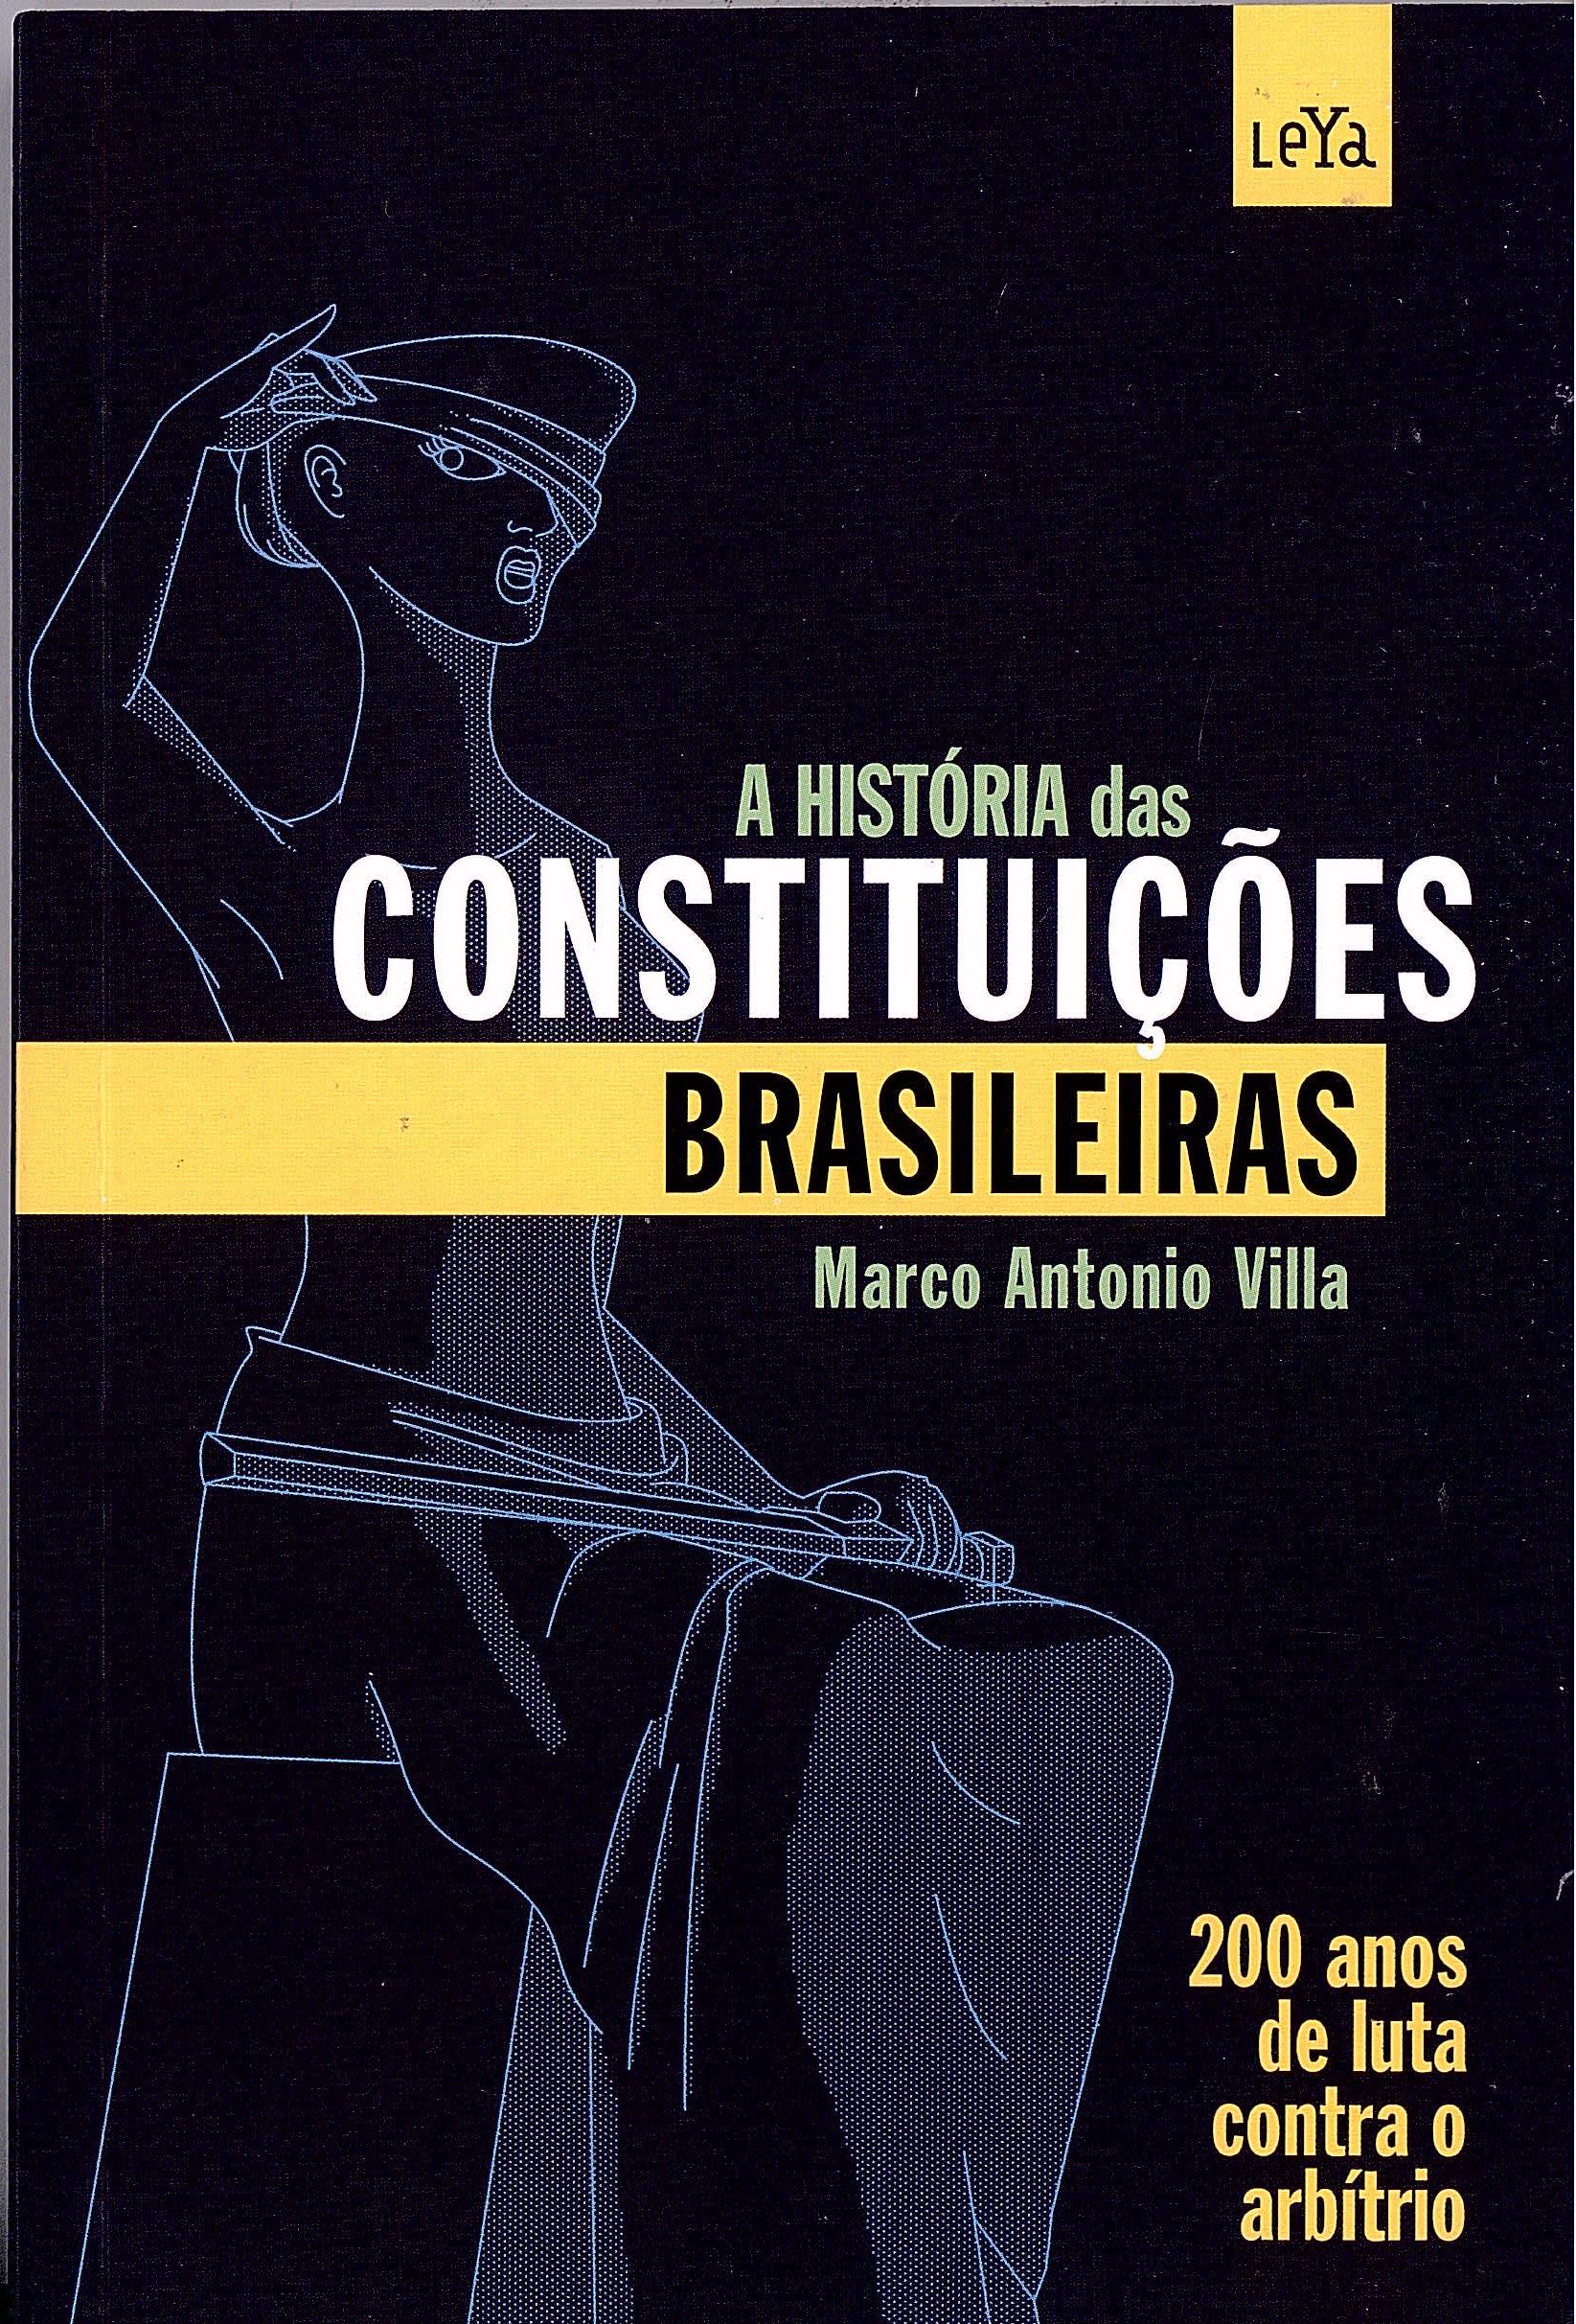 LeYa
A HISTÓRIA das
CONSTITUIÇÕES
BRASILEIRAS
Marco Antonio Villa
200 anos
de luta
contra o
arbítrio